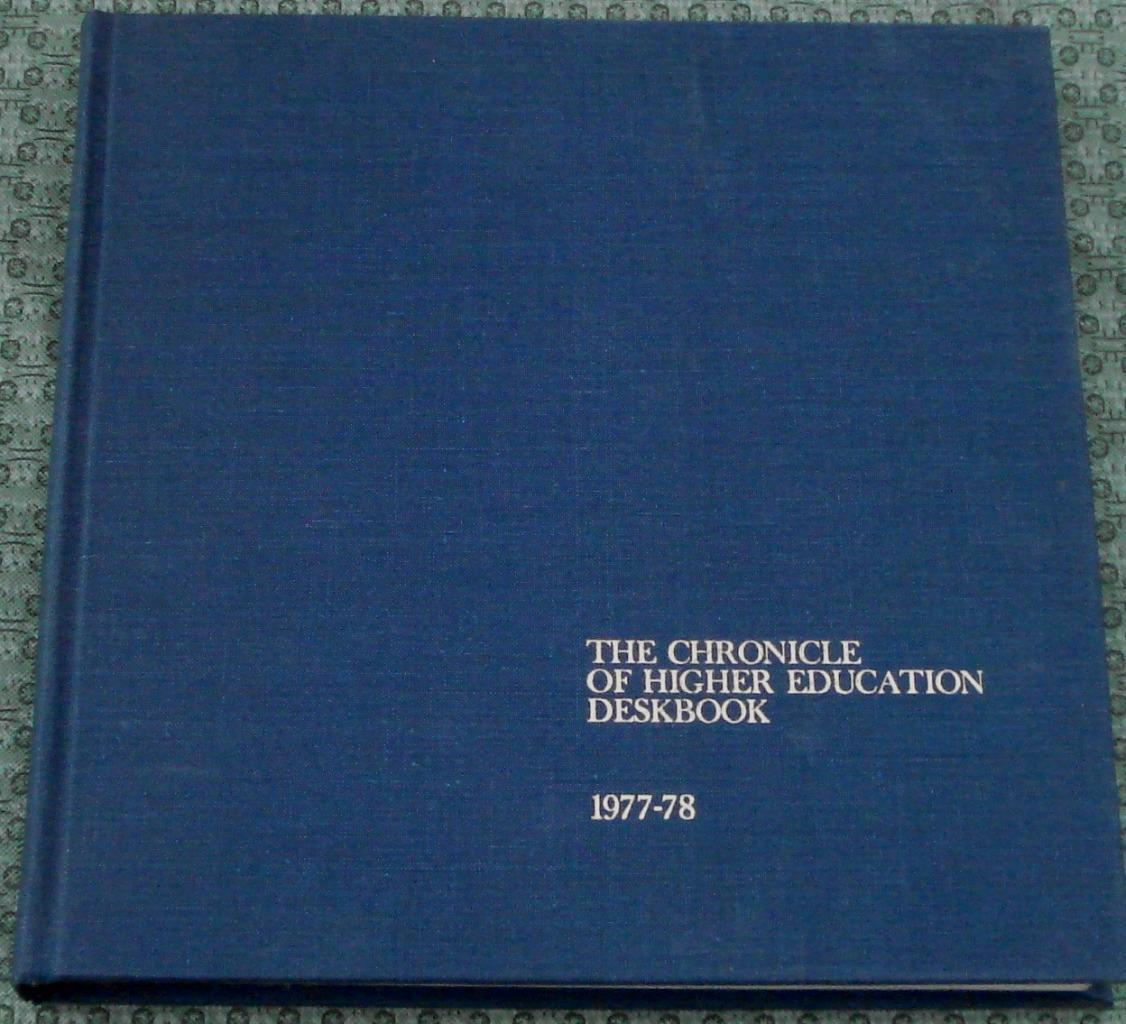 THE CHRONICLE
OF HIGHER EDUCATION
DESKBOOK
1977-78